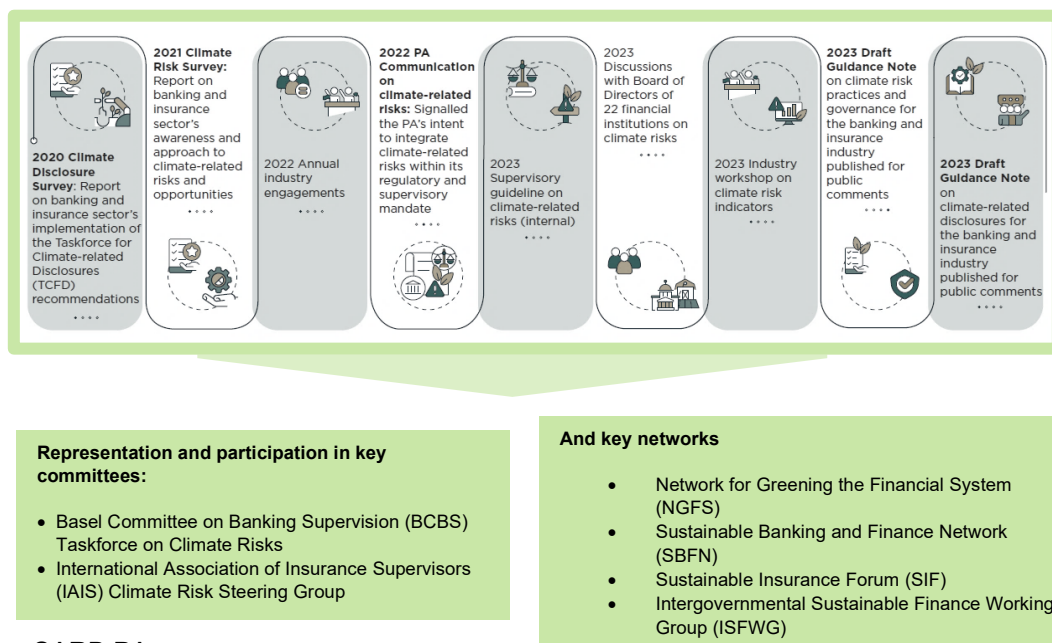 2020 Climate
Disclosure
Survey: Report
on banking and
insurance sector's
implementation of
the Taskforce for
Climate-related
Disclosures
(TCFD)
recommendations
2021 Climate
Risk Survey:
Report on
banking and
insurance
sector's
awareness and
approach to
climate-related
risks and
opportunities
2022 Annual
industry
engagements
2022 PA
Communication
on
climate-related
risks: Signalled
the PA's intent
to integrate
climate-related
risks within its
regulatory and
supervisory
mandate
2023
Supervisory
guideline on
climate-related
risks (internal)
2023
Discussions
with Board of
Directors of
22 financial
institutions on
climate risks
2023 Industry
workshop on
climate risk
indicators
2023 Draft
Guidance Note
on climate risk
practices and
governance for
the banking and
insurance
industry
published for
public
comments
2023 Draft
Guidance Note
on
climate-related
disclosures for
the banking and
insurance
industry
published for
public comments
Representation and participation in key
committees:
• Basel Committee on Banking Supervision (BCBS)
Taskforce on Climate Risks
• International Association of Insurance Supervisors
(IAIS) Climate Risk Steering Group
And key networks
• Network for Greening the Financial System
(NGFS)
• Sustainable Banking and Finance Network
(SBFN)
• Sustainable Insurance Forum (SIF)
• Intergovernmental Sustainable Finance Working
Group (ISFWG)